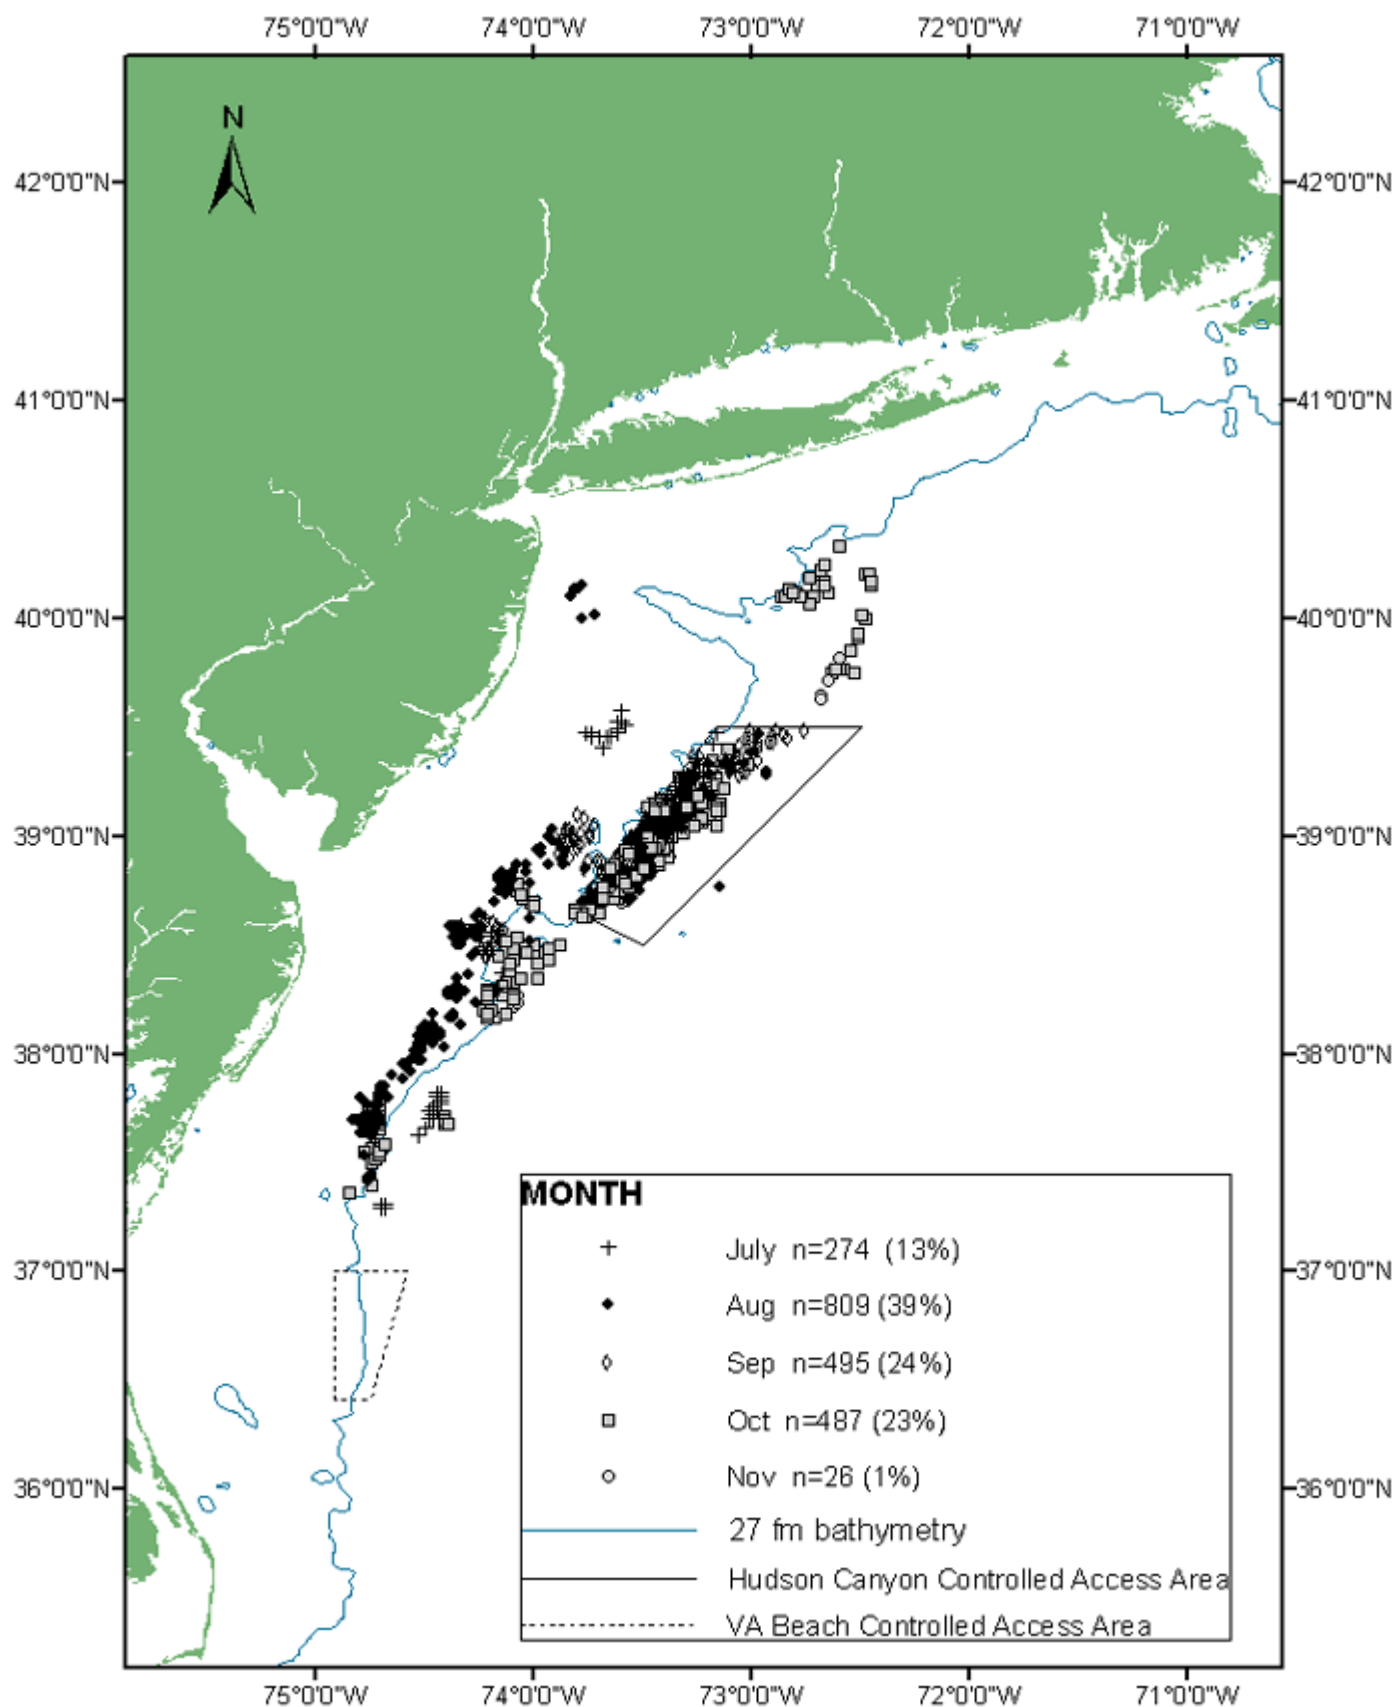 75°0'0"W 74°0'0"W 73°0'0"W 72°0'0"W 71°0'0"W
N
42°0'0"N 42°0'0"N
41°0'0"N 41°0'0"N
40°0'0"N 40°0'0"N
39°0'0"N 39°0'0"N
38°0'0"N 38°0'0"N
37°0'0"N 37°0'0"N
36°0'0"N 36°0'0"N
MONTH
July n=274 (13%)
Aug n=809 (39%)
Sep n=495 (24%)
Oct n=487 (23%)
Nov n=26 (1%)
27 fm bathymetry
Hudson Canyon Controlled Access Area
VA Beach Controlled Access Area
75°0'0"W 74°0'0"W 73°0'0"W 72°0'0"W 71°0'0"W